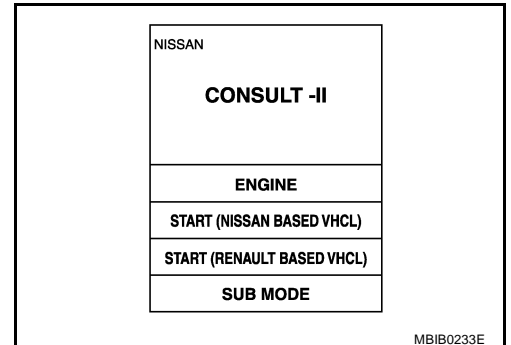 NISSAN
CONSULT -II
ENGINE
START (NISSAN BASED VHCL)
START (RENAULT BASED VHCL)
SUB MODE
MBIB0233E